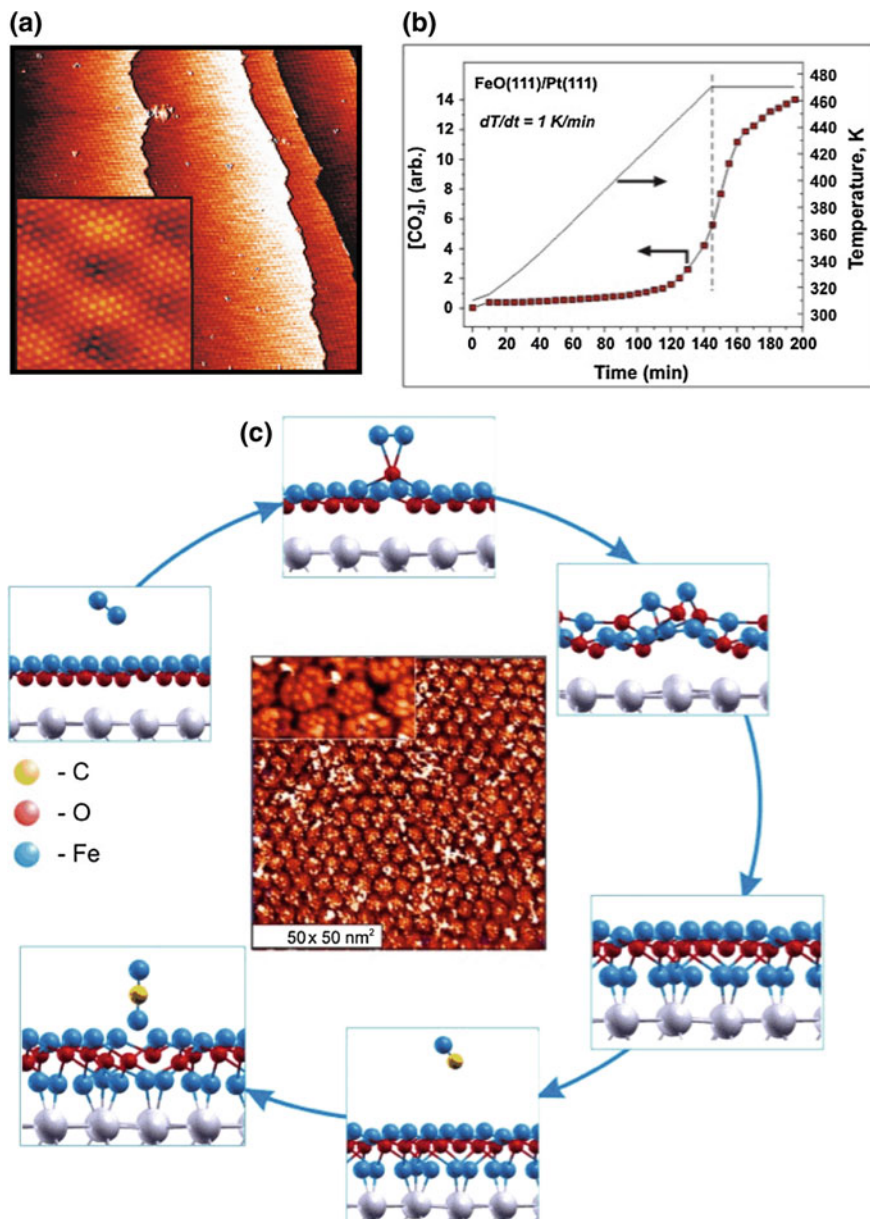 (a)
(b)
FeO(111)/Pt(111)
dT/dt = 1 K/min
[CO₂], (arb.)
14
12
10
8
6
4
2
0
480
460
440
420
400
380
360
340
320
300
Temperature, K
0 20 40 60 80 100 120 140 160 180 200
Time (min)
(c)
- C
- O
- Fe
50 x 50 nm²